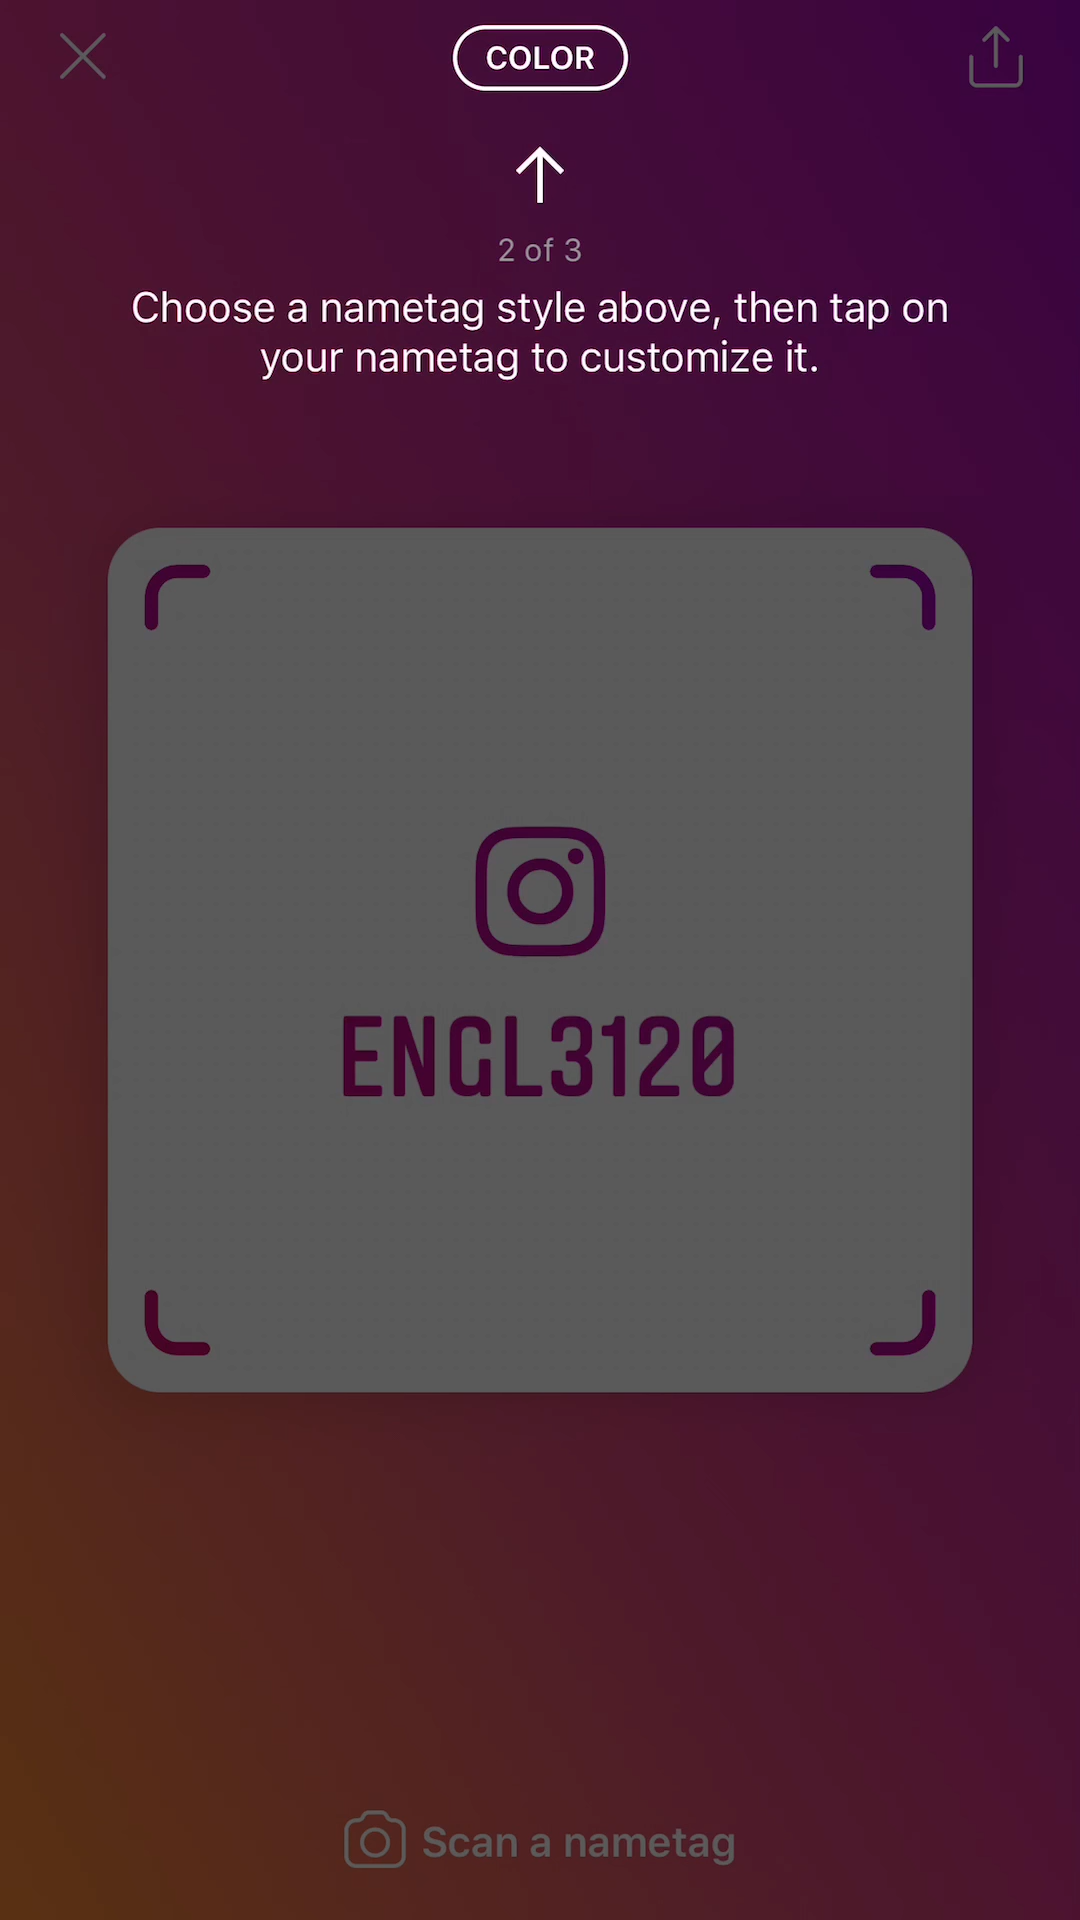 COLOR
2 of 3
Choose a nametag style above, then tap on
your nametag to customize it.
ENGL3120
Scan a nametag